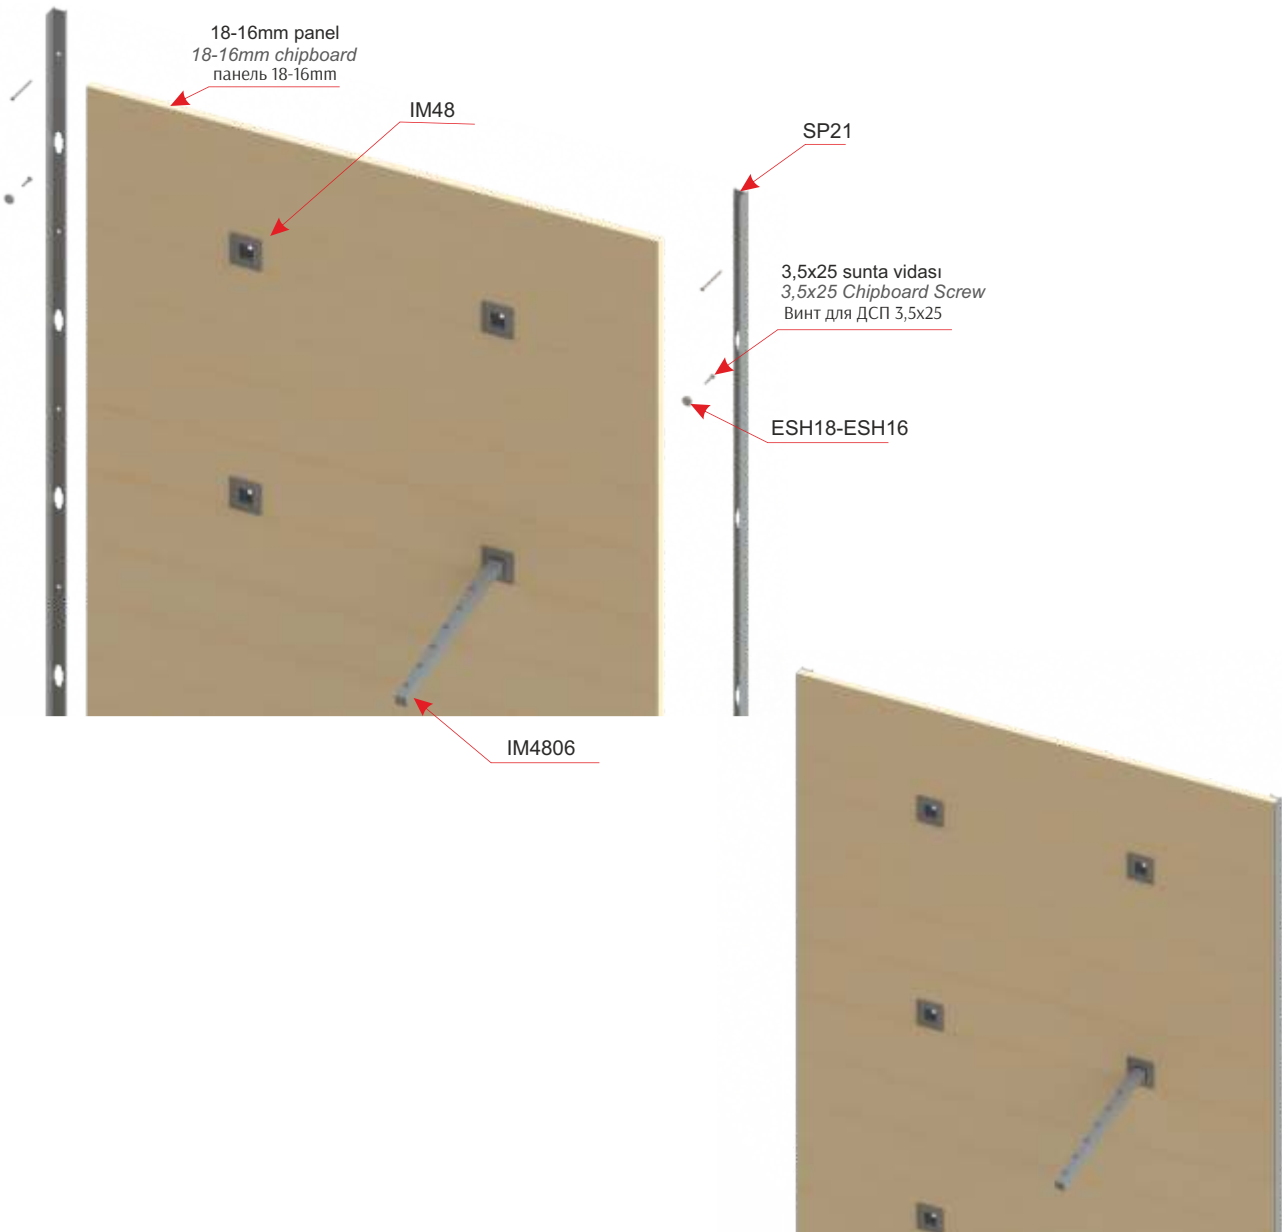 18-16mm panel
18-16mm chipboard
панель 18-16mm
IM48
SP21
3,5x25 sunta vidası
3,5x25 Chipboard Screw
Винт для ДСП 3,5x25
ESH18-ESH16
IM4806